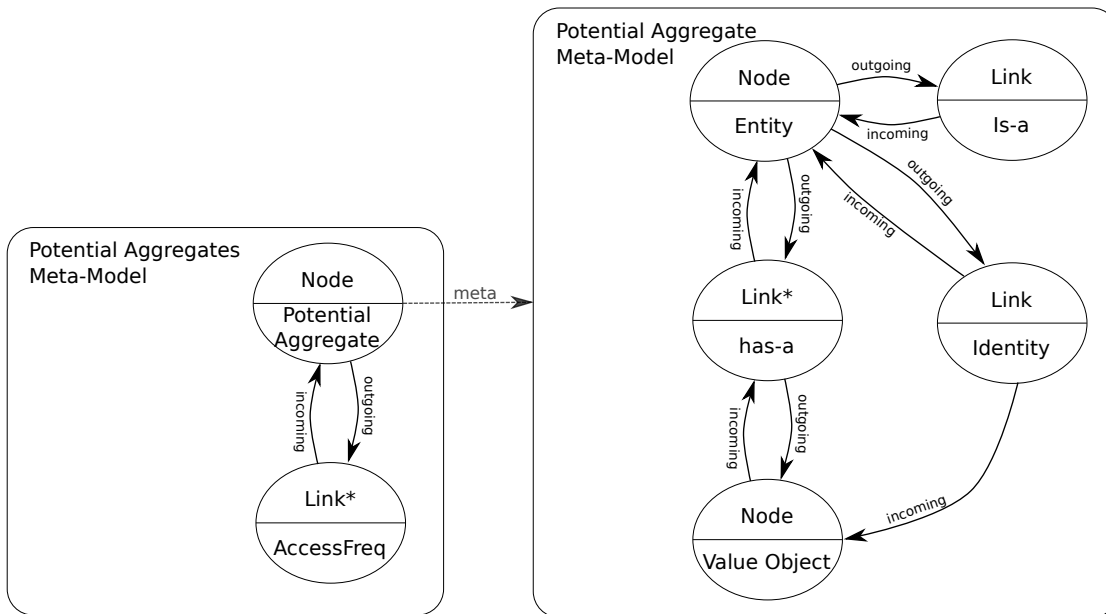 Potential Aggregate
Meta-Model
Node
Entity
outgoing
Link
Is-a
incoming
outgoing
incoming
incoming
outgoing
Link*
has-a
Link
Identity
incoming
outgoing
Node
Value Object
incoming
Potential Aggregates
Meta-Model
Node
Potential
Aggregate
meta
incoming
outgoing
Link*
AccessFreq